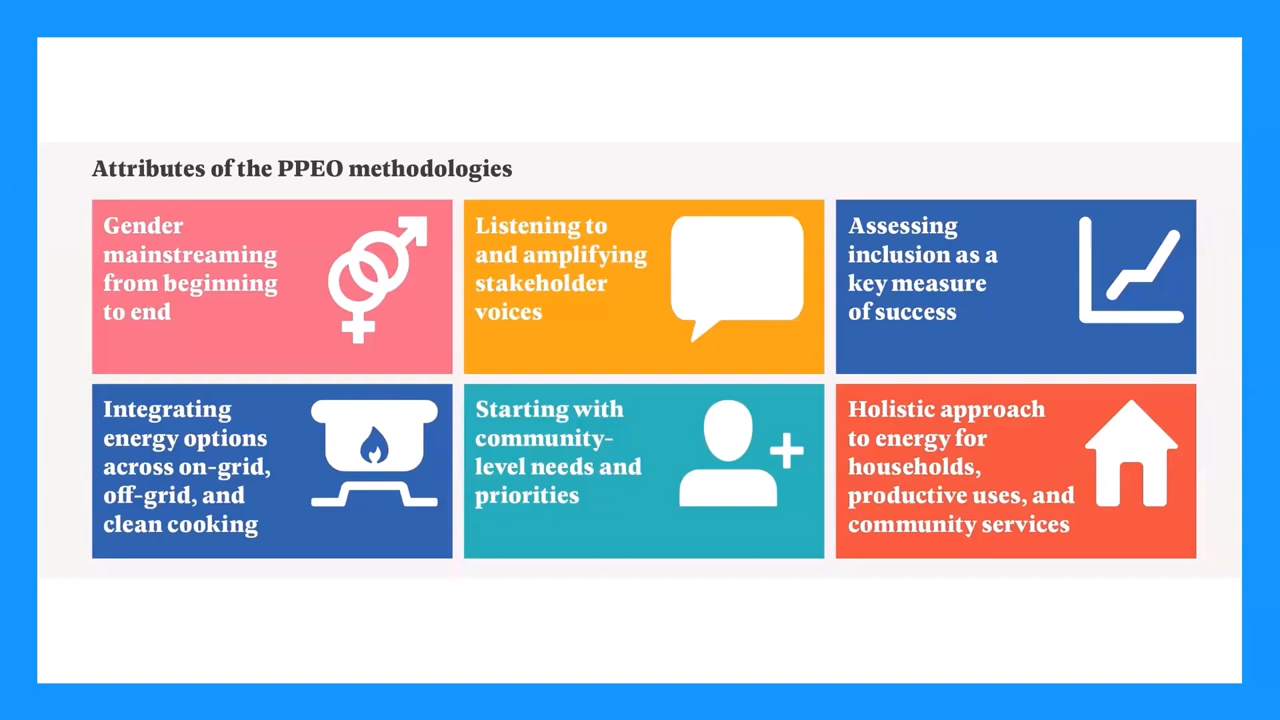 Attributes of the PPEO methodologies
Gender
mainstreaming
from beginning
to end
Listening to
and amplifying
stakeholder
voices
Assessing
inclusion as a
key measure
of success
Integrating
energy options
across on-grid,
off-grid, and
clean cooking
Starting with
community-
level needs and
priorities
Holistic approach
to energy for
households,
productive uses, and
community services